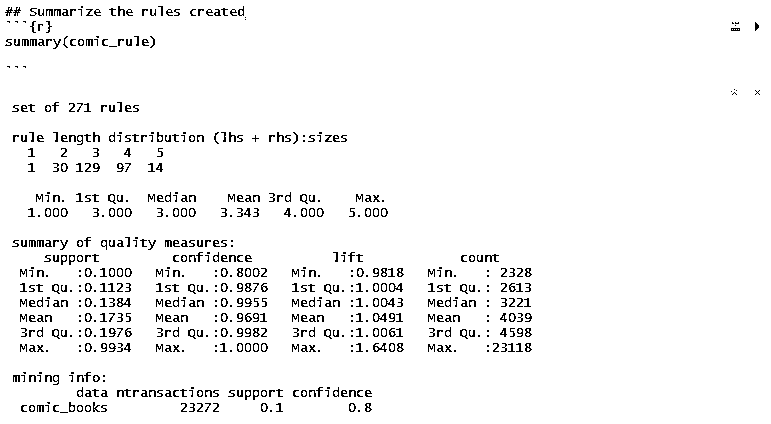 ## Summarize the rules created
```{r}
summary(comic_rule)
```
set of 271 rules
rule length distribution (lhs + rhs):sizes
1 2 3 4 5
1 30 129 97 14
Min. 1st Qu. Median Mean 3rd Qu. Max.
1.000 3.000 3.000 3.343 4.000 5.000
summary of quality measures:
support confidence lift count
Min. :0.1000 Min. :0.8002 Min. :0.9818 Min. : 2328
1st Qu.:0.1123 1st Qu.:0.9876 1st Qu.:1.0004 1st Qu.: 2613
Median :0.1384 Median :0.9955 Median :1.0043 Median : 3221
Mean :0.1735 Mean :0.9691 Mean :1.0491 Mean : 4039
3rd Qu.:0.1976 3rd Qu.:0.9982 3rd Qu.:1.0061 3rd Qu.: 4598
Max. :0.9934 Max. :1.0000 Max. :1.6408 Max. :23118
mining info:
data ntransactions support confidence
comic_books 23272 0.1 0.8